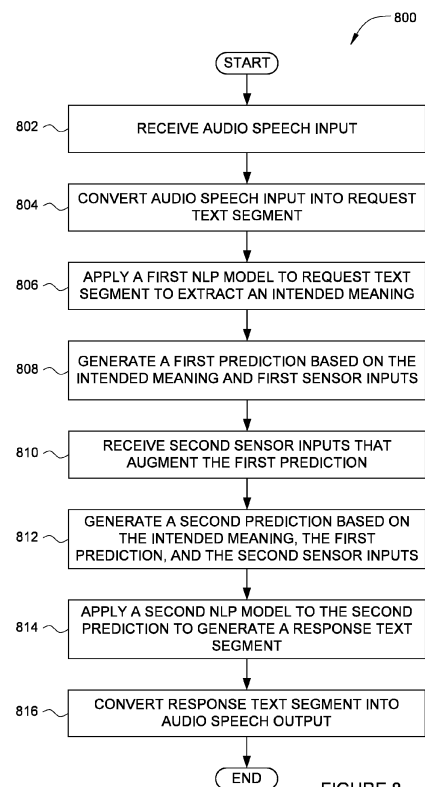 800
START
802
RECEIVE AUDIO SPEECH INPUT
804
CONVERT AUDIO SPEECH INPUT INTO REQUEST
TEXT SEGMENT
806
APPLY A FIRST NLP MODEL TO REQUEST TEXT
SEGMENT TO EXTRACT AN INTENDED MEANING
808
GENERATE A FIRST PREDICTION BASED ON THE
INTENDED MEANING AND FIRST SENSOR INPUTS
810
RECEIVE SECOND SENSOR INPUTS THAT
AUGMENT THE FIRST PREDICTION
812
GENERATE A SECOND PREDICTION BASED ON
THE INTENDED MEANING, THE FIRST
PREDICTION, AND THE SECOND SENSOR INPUTS
814
APPLY A SECOND NLP MODEL TO THE SECOND
PREDICTION TO GENERATE A RESPONSE TEXT
SEGMENT
816
CONVERT RESPONSE TEXT SEGMENT INTO
AUDIO SPEECH OUTPUT
END
FIGURE 8